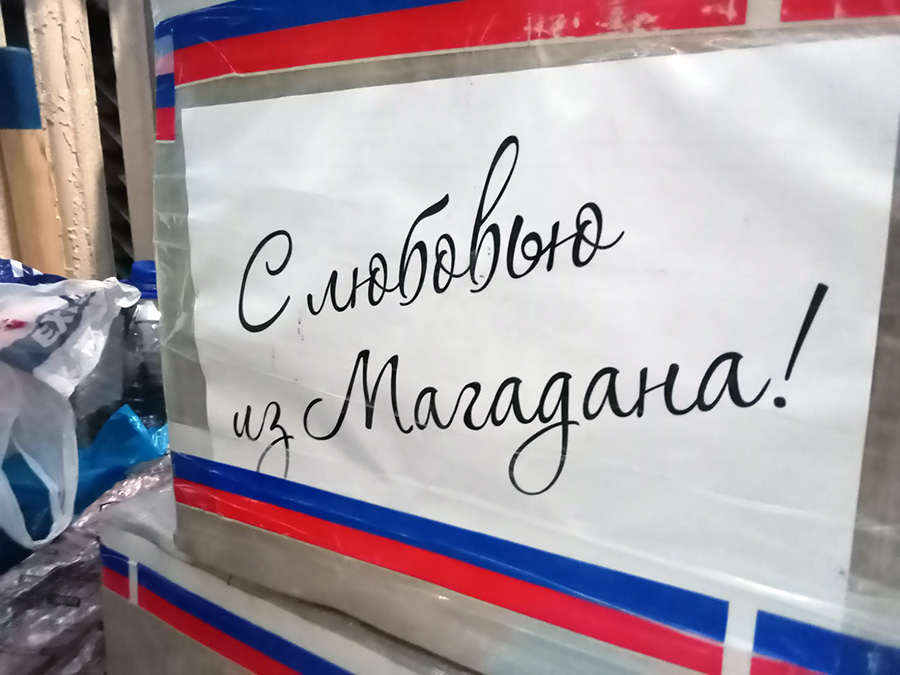 С любовью
из Магадана!